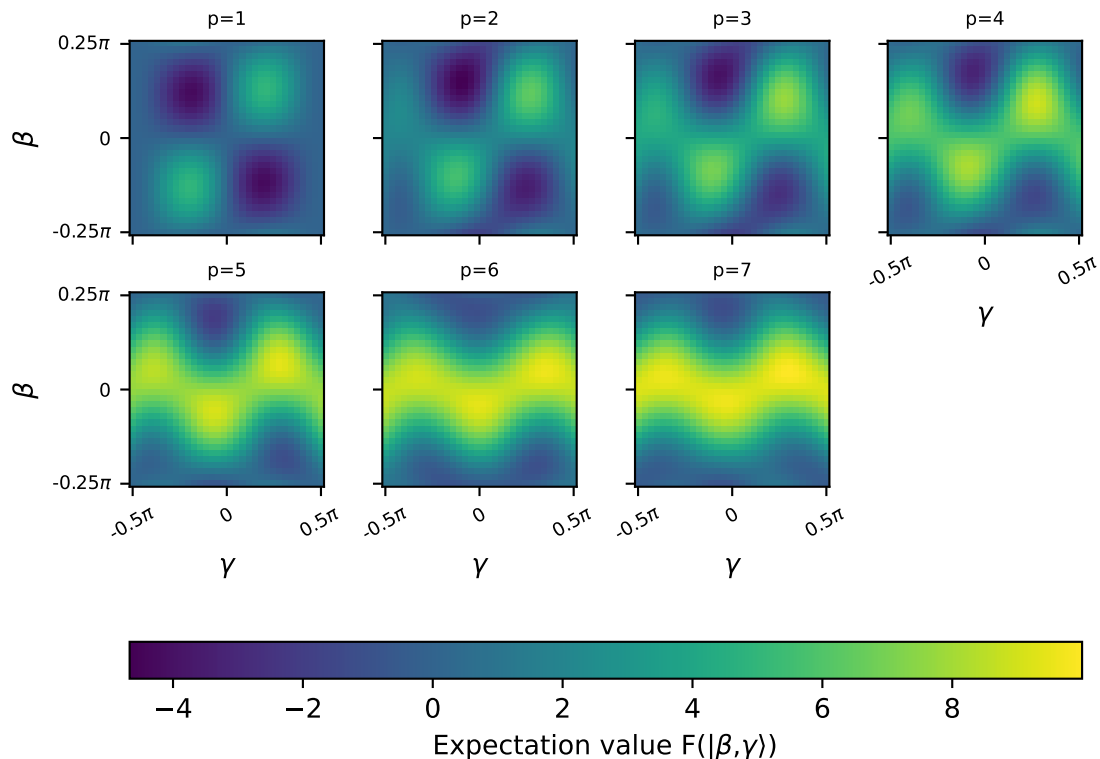 p=1
p=2
p=3
p=4
0.25π
0
-0.25π
β
-0.5π
0
0.5π
γ
p=5
p=6
p=7
0.25π
0
-0.25π
β
-0.5π
0
0.5π
-0.5π
0
0.5π
-0.5π
0
0.5π
γ
γ
γ
−4
−2
0
2
4
6
8
Expectation value F(|β,γ⟩)